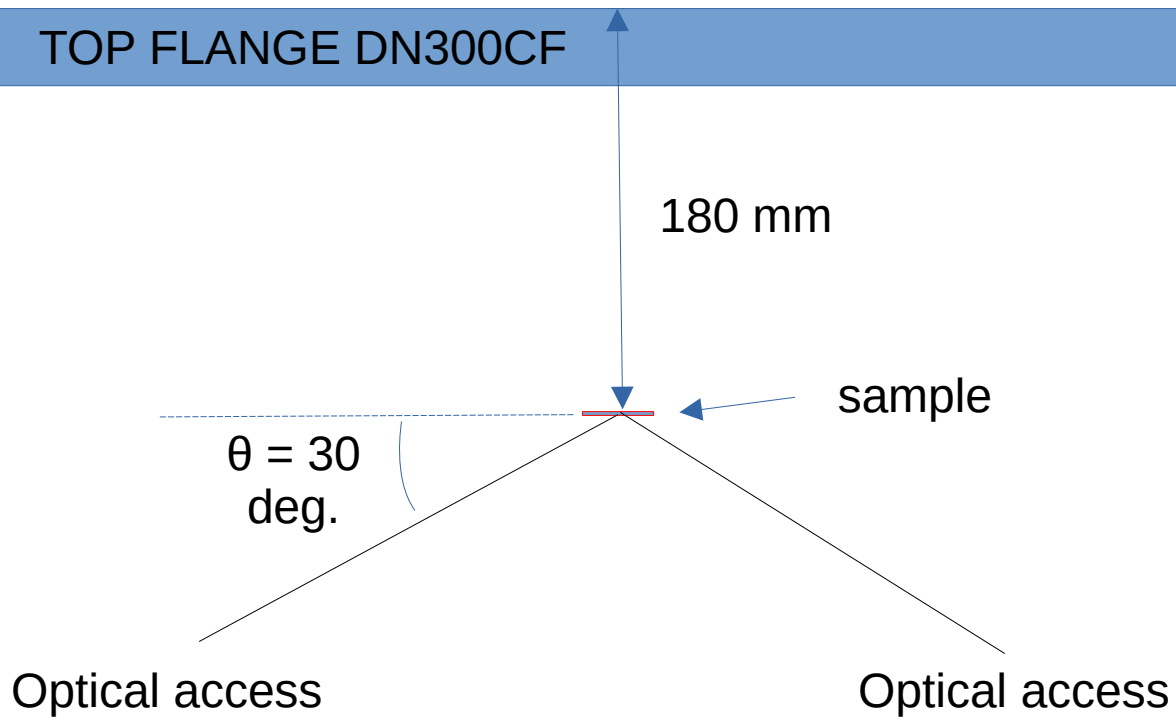 TOP FLANGE DN300CF
180 mm
sample
θ = 30
deg.
Optical access
Optical access